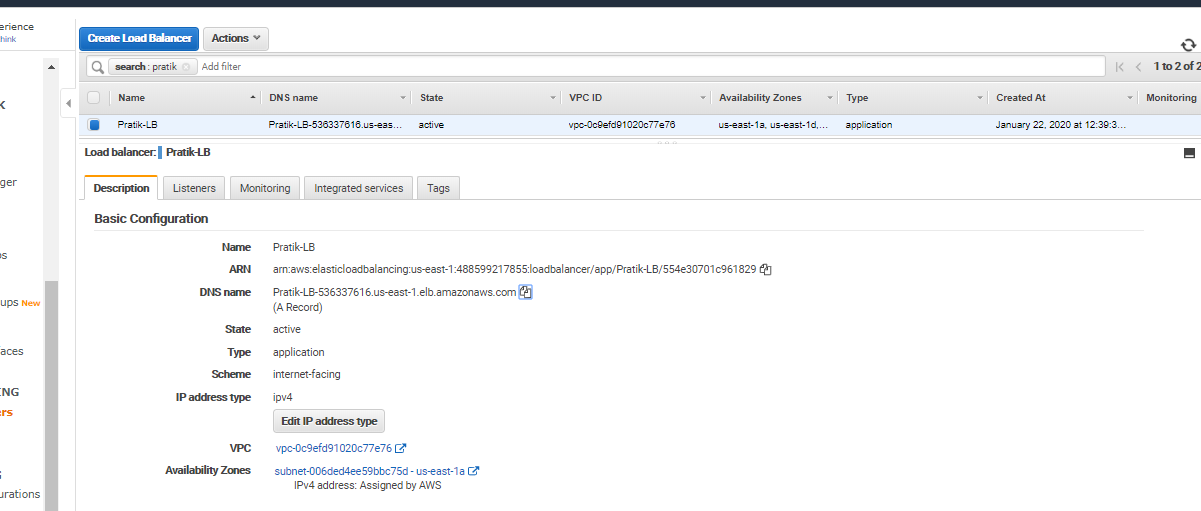 erience
hink
Create Load Balancer Actions
search : pratik Add filter 1 to 2 of 2
Name DNS name State VPC ID Availability Zones Type Created At Monitoring
Pratik-LB Pratik-LB-536337616.us-eas... active vpc-0c9efd91020c77e76 us-east-1a, us-east-1d,... application January 22, 2020 at 12:39:3...
K
Load balancer: Pratik-LB
ger
Description Listeners Monitoring Integrated services Tags
Basic Configuration
Name Pratik-LB
os
ARN arn:aws:elasticloadbalancing:us-east-1:488599217855:loadbalancer/app/Pratik-LB/554e30701c961829
DNS name Pratik-LB-536337616.us-east-1.elb.amazonaws.com
ups New
(A Record)
State active
faces
Type application
Scheme internet-facing
ING
IP address type ipv4
ers
Edit IP address type
VPC vpc-0c9efd91020c77e76
Availability Zones subnet-006ded4ee59bbc75d - us-east-1a
IPv4 address: Assigned by AWS
urations